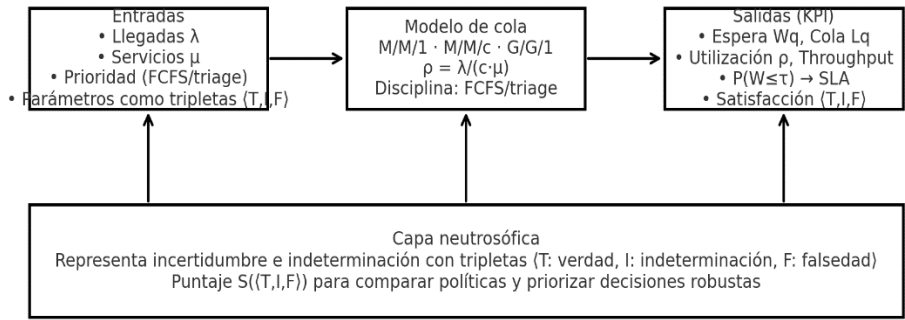 Entradas
• Llegadas λ
• Servicios μ
• Prioridad (FCFS/triage)
• Parámetros como tripletas ⟨T,I,F⟩
Modelo de cola
M/M/1 · M/M/c · G/G/1
ρ = λ/(c·μ)
Disciplina: FCFS/triage
Salidas (KPI)
• Espera Wq, Cola Lq
• Utilización ρ, Throughput
• P(W≤τ) → SLA
• Satisfacción ⟨T,I,F⟩
Capa neutrosófica
Representa incertidumbre e indeterminación con tripletas ⟨T: verdad, I: indeterminación, F: falsedad⟩
Puntaje S(⟨T,I,F⟩) para comparar políticas y priorizar decisiones robustas